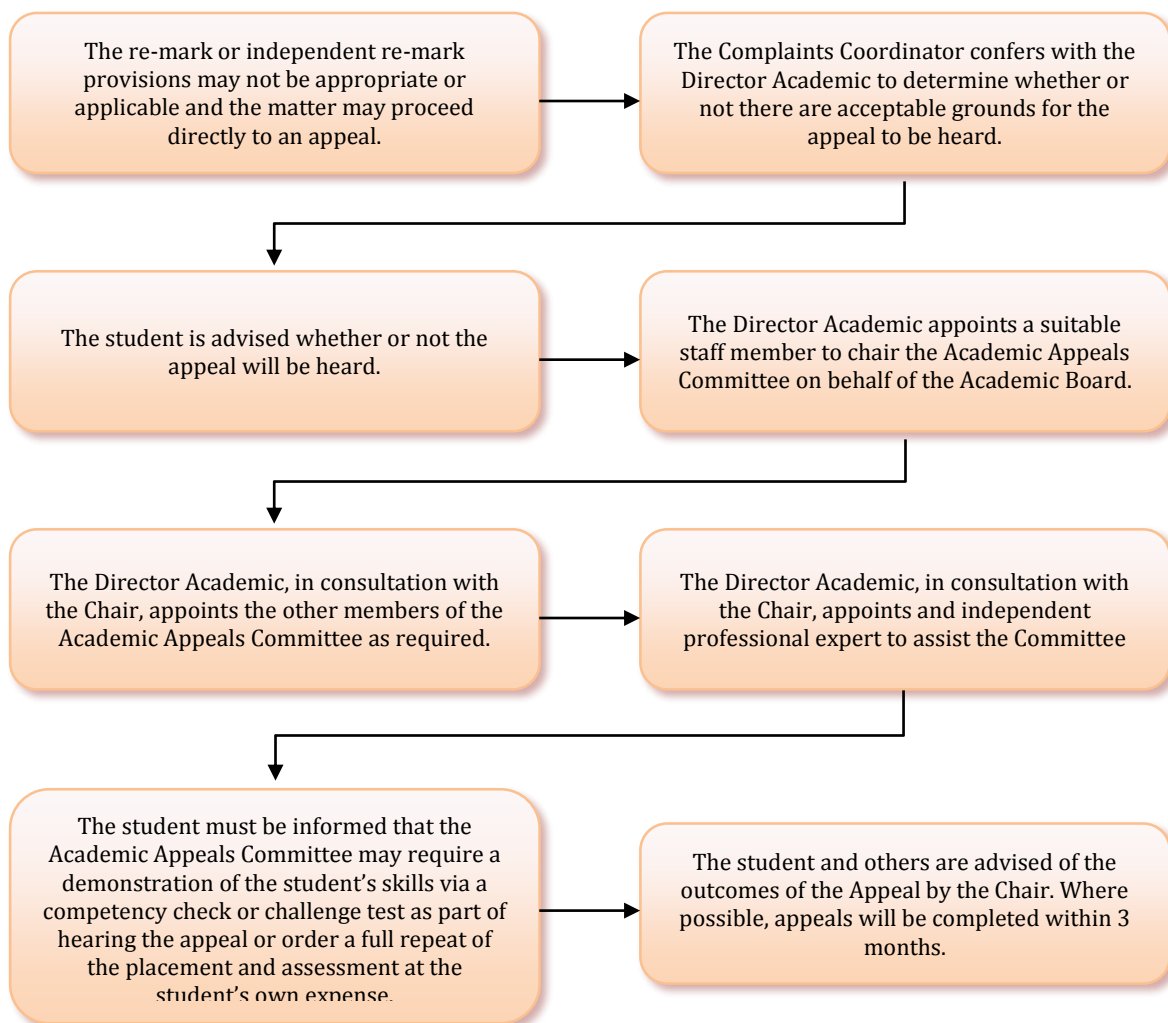 The re-mark or independent re-mark
provisions may not be appropriate or
applicable and the matter may proceed
directly to an appeal.
The Complaints Coordinator confers with the
Director Academic to determine whether or
not there are acceptable grounds for the
appeal to be heard.
The student is advised whether or not the
appeal will be heard.
The Director Academic appoints a suitable
staff member to chair the Academic Appeals
Committee on behalf of the Academic Board.
The Director Academic, in consultation with
the Chair, appoints the other members of the
Academic Appeals Committee as required.
The Director Academic, in consultation with
the Chair, appoints and independent
professional expert to assist the Committee
The student must be informed that the
Academic Appeals Committee may require a
demonstration of the student’s skills via a
competency check or challenge test as part of
hearing the appeal or order a full repeat of
the placement and assessment at the
student’s own expense.
The student and others are advised of the
outcomes of the Appeal by the Chair. Where
possible, appeals will be completed within 3
months.